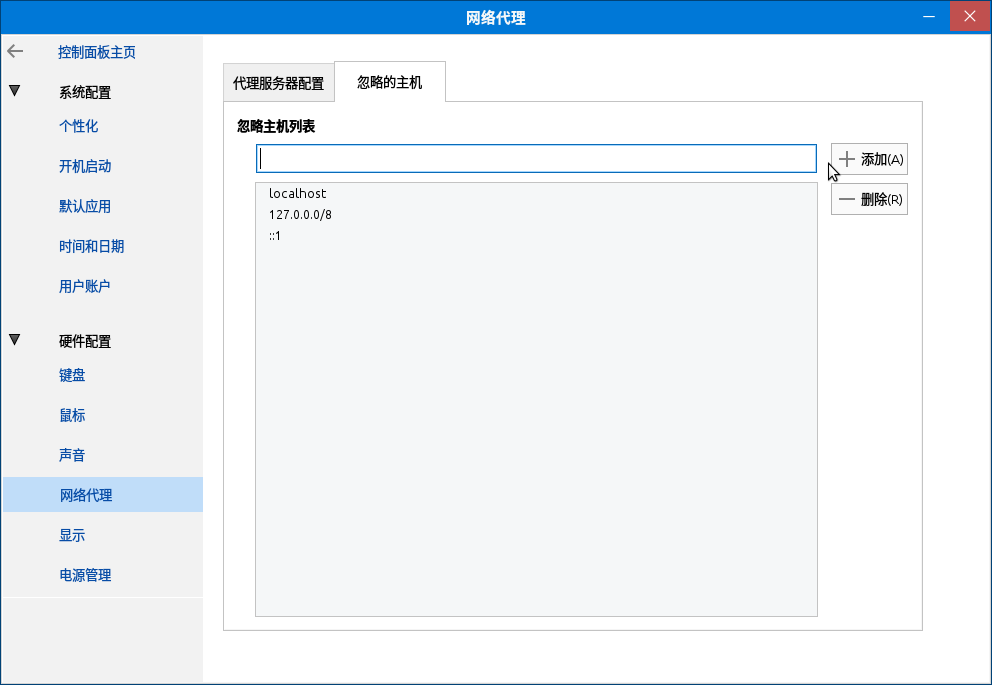 网络代理
控制面板主页
系统配置
个性化
开机启动
默认应用
时间和日期
用户账户
硬件配置
键盘
鼠标
声音
网络代理
显示
电源管理
代理服务器配置
忽略的主机
忽略主机列表
添加(A)
删除(R)
localhost
127.0.0.0/8
::1